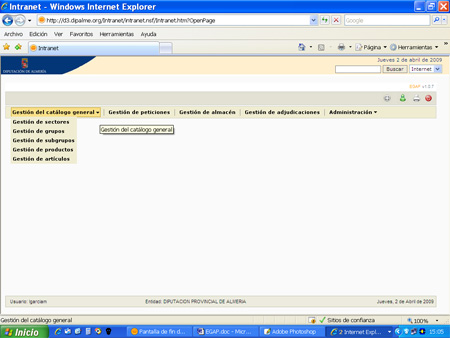 Intranet - Windows Internet Explorer
http://d3.dipalme.org/Intranet/intranet.nsf/Intranet.htm?OpenPage
Google
Archivo Edición Ver Favoritos Herramientas Ayuda
Intranet
Página Herramientas
Jueves 2 de abril de 2009
Buscar Internet
DIPUTACIÓN DE ALMERÍA
EGAP v1.0.7
Gestión del catálogo general Gestión de peticiones Gestión de almacén Gestión de adjudicaciones Administración
Gestión de sectores
Gestión de grupos
Gestión del catálogo general
Gestión de subgrupos
Gestión de productos
Gestión de artículos
Usuario: igarciam Entidad: DIPUTACION PROVINCIAL DE ALMERIA Jueves, 2 de Abril de 2009
Gestión del catálogo general Sitios de confianza 100%
Inicio Pantalla de fin d... EGAP.doc - Micr... Adobe Photoshop 2 Internet Expl... 15:05